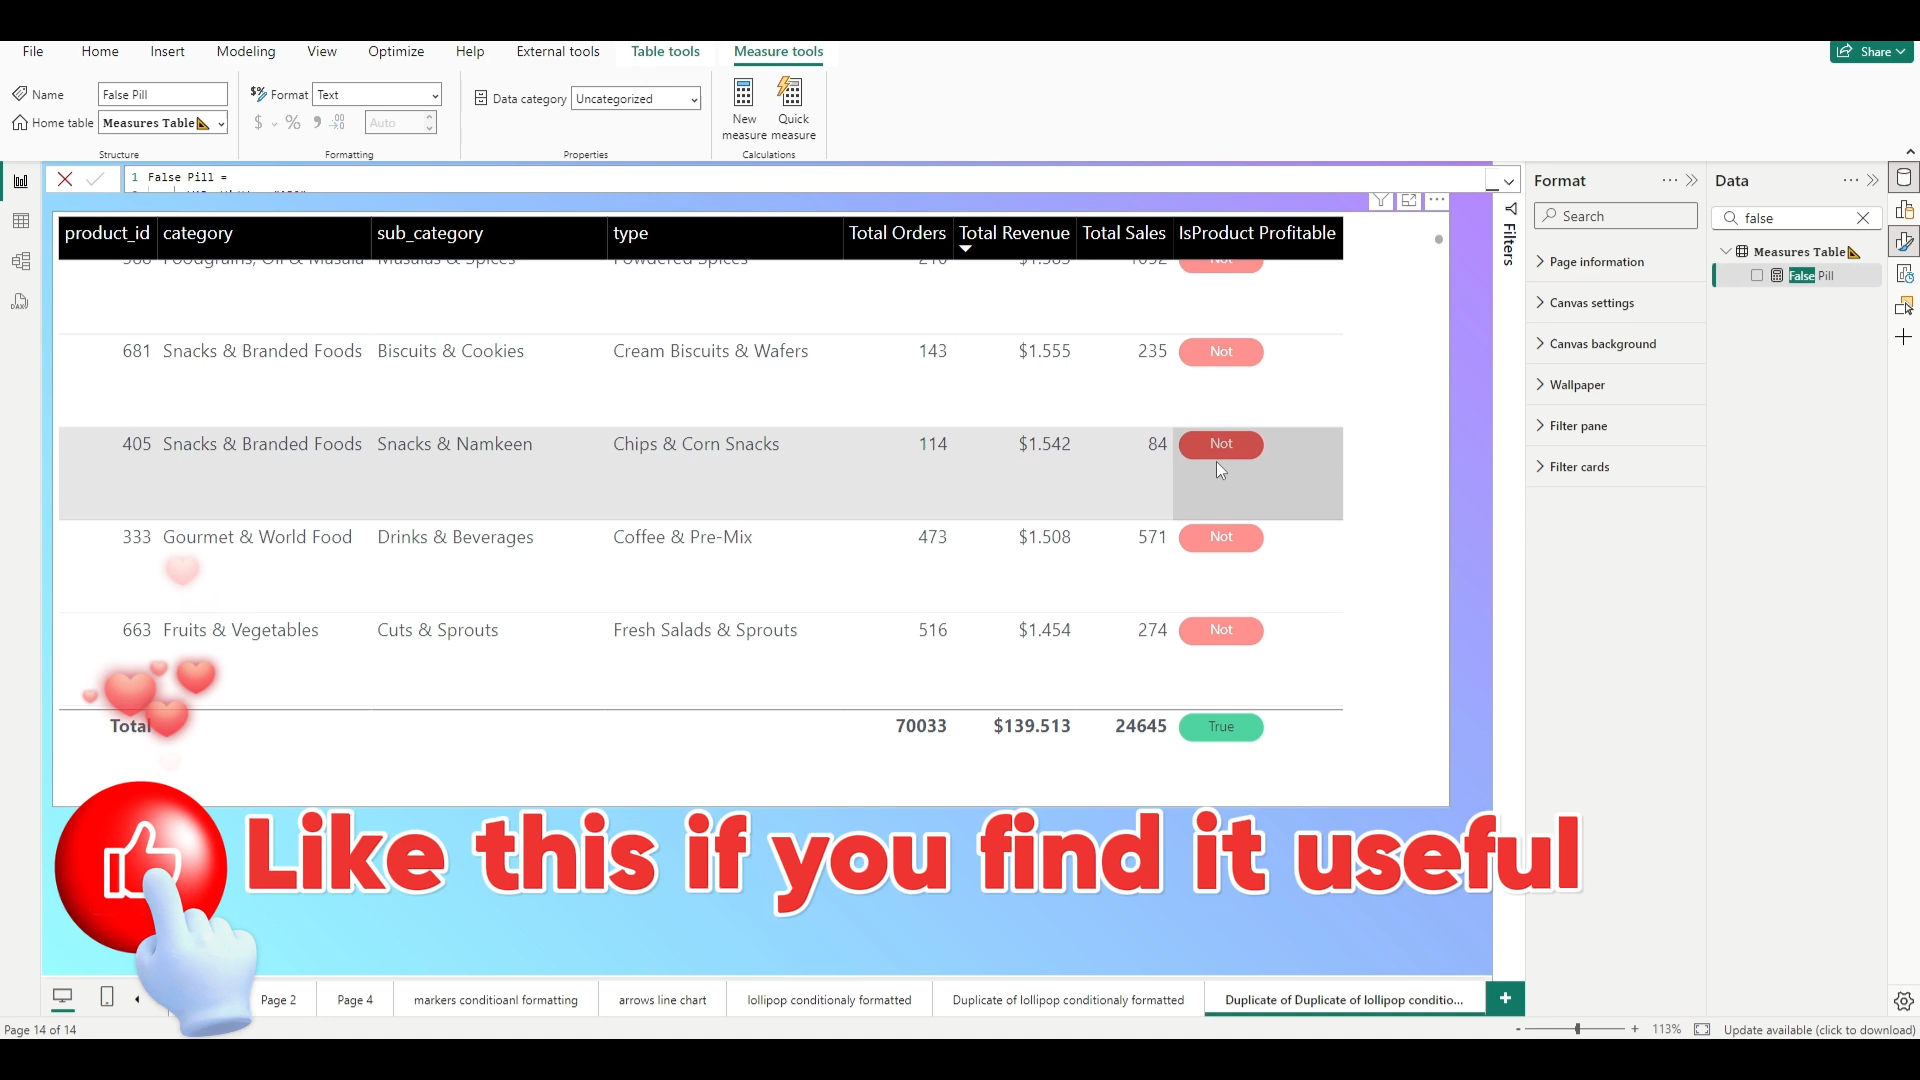 File Home Insert Modeling View Optimize Help External tools Table tools Measure tools Share
Name False Pill $% Format Text Data category Uncategorized New measure Quick measure
Home table Measures Table $ % Auto
Structure Formatting Properties Calculations
1 False Pill =
Format
Data
Search
false
Filters
Page information
Canvas settings
Canvas background
Wallpaper
Filter pane
Filter cards
Measures Table
False Pill
product_id category sub_category type Total Orders Total Revenue Total Sales IsProduct Profitable
681 Snacks & Branded Foods Biscuits & Cookies Cream Biscuits & Wafers 143 $1.555 235 Not
405 Snacks & Branded Foods Snacks & Namkeen Chips & Corn Snacks 114 $1.542 84 Not
333 Gourmet & World Food Drinks & Beverages Coffee & Pre-Mix 473 $1.508 571 Not
663 Fruits & Vegetables Cuts & Sprouts Fresh Salads & Sprouts 516 $1.454 274 Not
Total 70033 $139.513 24645 True
Like this if you find it useful
Page 2 Page 4 markers conditioanl formatting arrows line chart lollipop conditionaly formatted Duplicate of lollipop conditionaly formatted Duplicate of Duplicate of lollipop conditio...
Page 14 of 14 - + 113% Update available (click to download)